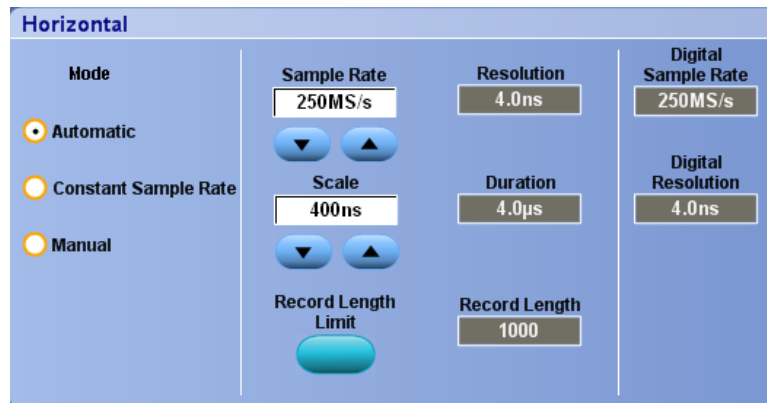 Horizontal
Mode
Automatic
Constant Sample Rate
Manual
Sample Rate
250MS/s
Scale
400ns
Record Length
Limit
Resolution
4.0ns
Duration
4.0µs
Record Length
1000
Digital
Sample Rate
250MS/s
Digital
Resolution
4.0ns